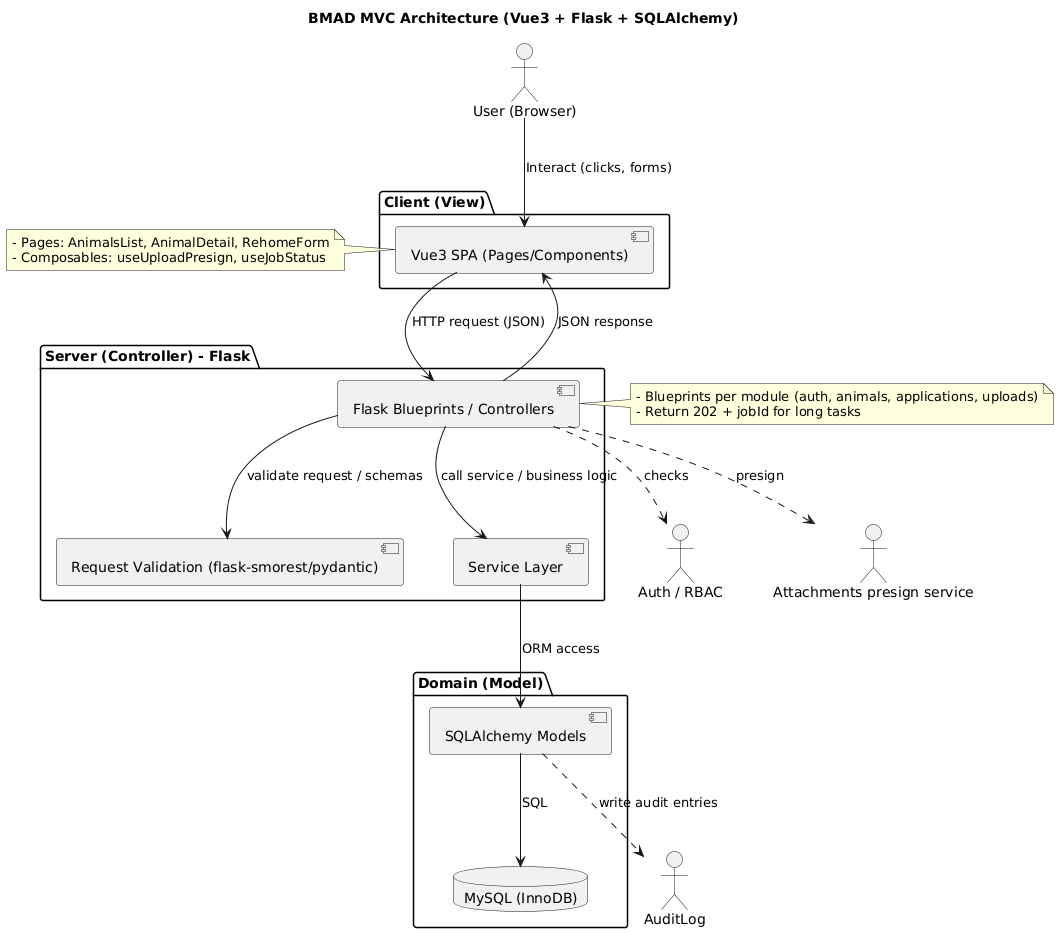 BMAD MVC Architecture (Vue3 + Flask + SQLAlchemy)
User (Browser)
Interact (clicks, forms)
Client (View)
- Pages: AnimalsList, AnimalDetail, RehomeForm
- Composables: useUploadPresign, useJobStatus
Vue3 SPA (Pages/Components)
HTTP request (JSON)
JSON response
Server (Controller) - Flask
Flask Blueprints / Controllers
- Blueprints per module (auth, animals, applications, uploads)
- Return 202 + jobId for long tasks
validate request / schemas
call service / business logic
checks
presign
Request Validation (flask-smorest/pydantic)
Service Layer
Auth / RBAC
Attachments presign service
ORM access
Domain (Model)
SQLAlchemy Models
SQL
write audit entries
MySQL (InnoDB)
AuditLog